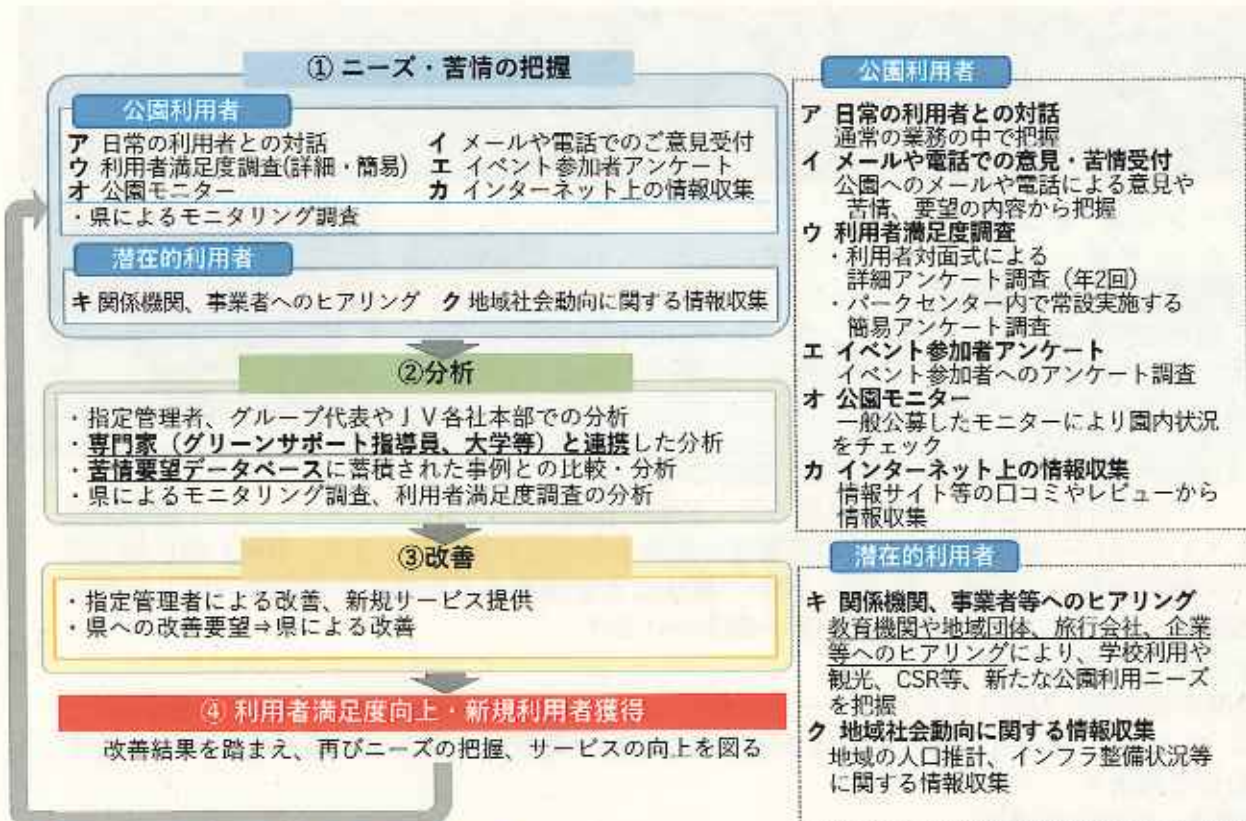 ① ニーズ・苦情の把握
公園利用者
ア 日常の利用者との対話 イ メールや電話でのご意見受付
ウ 利用者満足度調査(詳細・簡易) エ イベント参加者アンケート
オ 公園モニター カ インターネット上の情報収集
・県によるモニタリング調査
潜在的利用者
キ 関係機関、事業者へのヒアリング ク 地域社会動向に関する情報収集
②分析
・指定管理者、グループ代表やJV各社本部での分析
・専門家（グリーンサポート指導員、大学等）と連携した分析
・苦情要望データベースに蓄積された事例との比較・分析
・県によるモニタリング調査、利用者満足度調査の分析
③改善
・指定管理者による改善、新規サービス提供
・県への改善要望⇒県による改善
④ 利用者満足度向上・新規利用者獲得
改善結果を踏まえ、再びニーズの把握、サービスの向上を図る
公園利用者
ア 日常の利用者との対話
通常の業務の中で把握
イ メールや電話での意見・苦情受付
公園へのメールや電話による意見や
苦情、要望の内容から把握
ウ 利用者満足度調査
・利用者対面式による
詳細アンケート調査（年2回）
・パークセンター内で常設実施する
簡易アンケート調査
エ イベント参加者アンケート
イベント参加者へのアンケート調査
オ 公園モニター
一般公募したモニターにより園内状況
をチェック
カ インターネット上の情報収集
情報サイト等の口コミやレビューから
情報収集
潜在的利用者
キ 関係機関、事業者等へのヒアリング
教育機関や地域団体、旅行会社、企業
等へのヒアリングにより、学校利用や
観光、CSR等、新たな公園利用ニーズ
を把握
ク 地域社会動向に関する情報収集
地域の人口推計、インフラ整備状況等
に関する情報収集